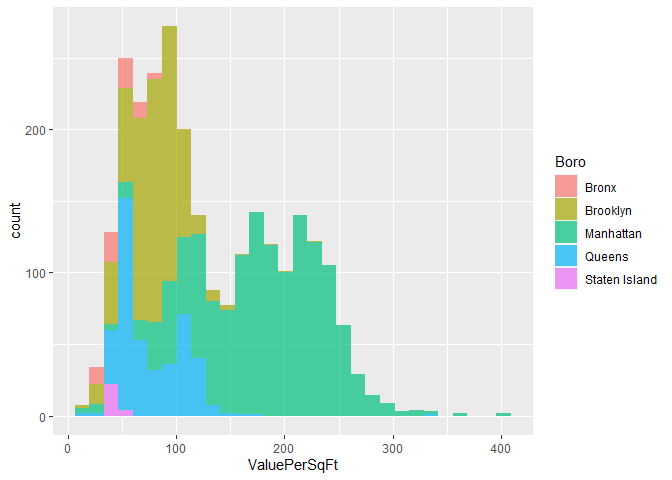 200
100
0
count
0
100
200
300
400
ValuePerSqFt
Boro
Bronx
Brooklyn
Manhattan
Queens
Staten Island